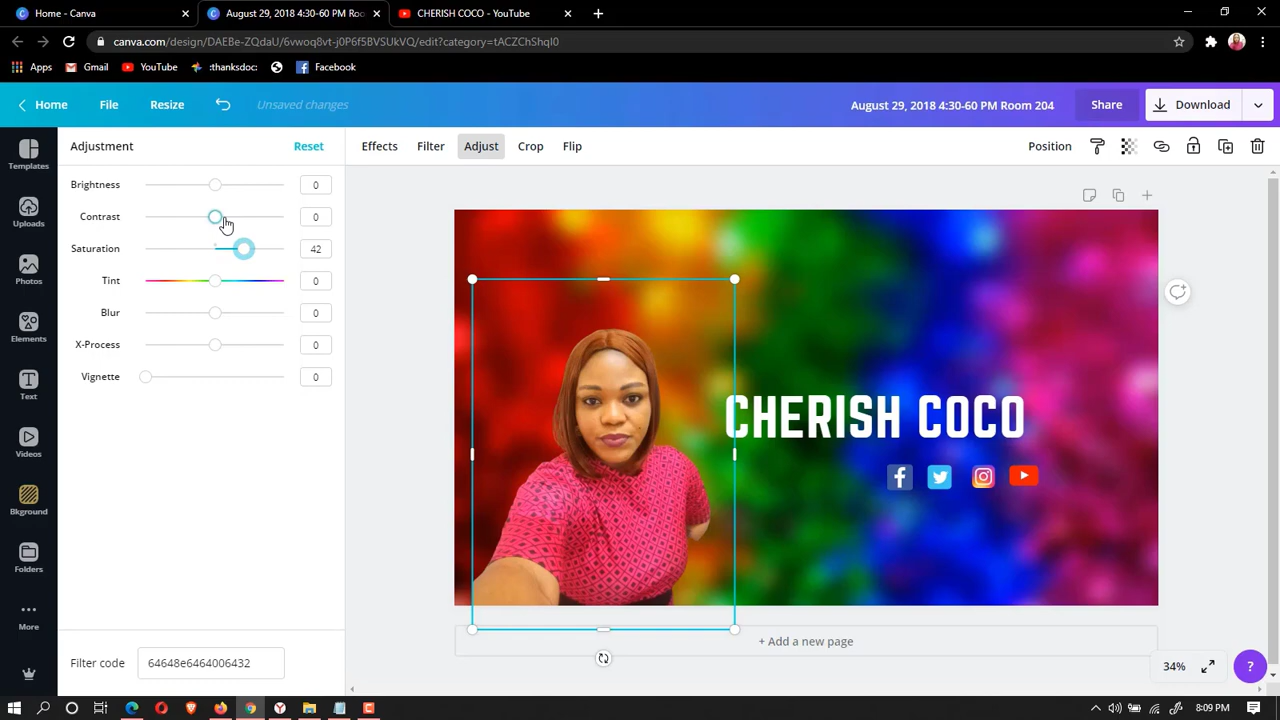 Home - Canva
August 29, 2018 4:30-60 PM Roo
CHERISH COCO - YouTube
canva.com/design/DAEBe-ZQdaU/6vwoq8vt-j0P6f5BVSUkVQ/edit?category=tACZChShqI0
Apps
Gmail
YouTube
:thanksdoc:
Facebook
Home
File
Resize
Unsaved changes
August 29, 2018 4:30-60 PM Room 204
Share
Download
Templates
Uploads
Photos
Elements
Text
Videos
Bkground
Folders
More
Adjustment
Reset
Brightness 0
Contrast 0
Saturation 42
Tint 0
Blur 0
X-Process 0
Vignette 0
Filter code 64648e6464006432
Effects
Filter
Adjust
Crop
Flip
Position
CHERISH COCO
+ Add a new page
34%
?
8:09 PM